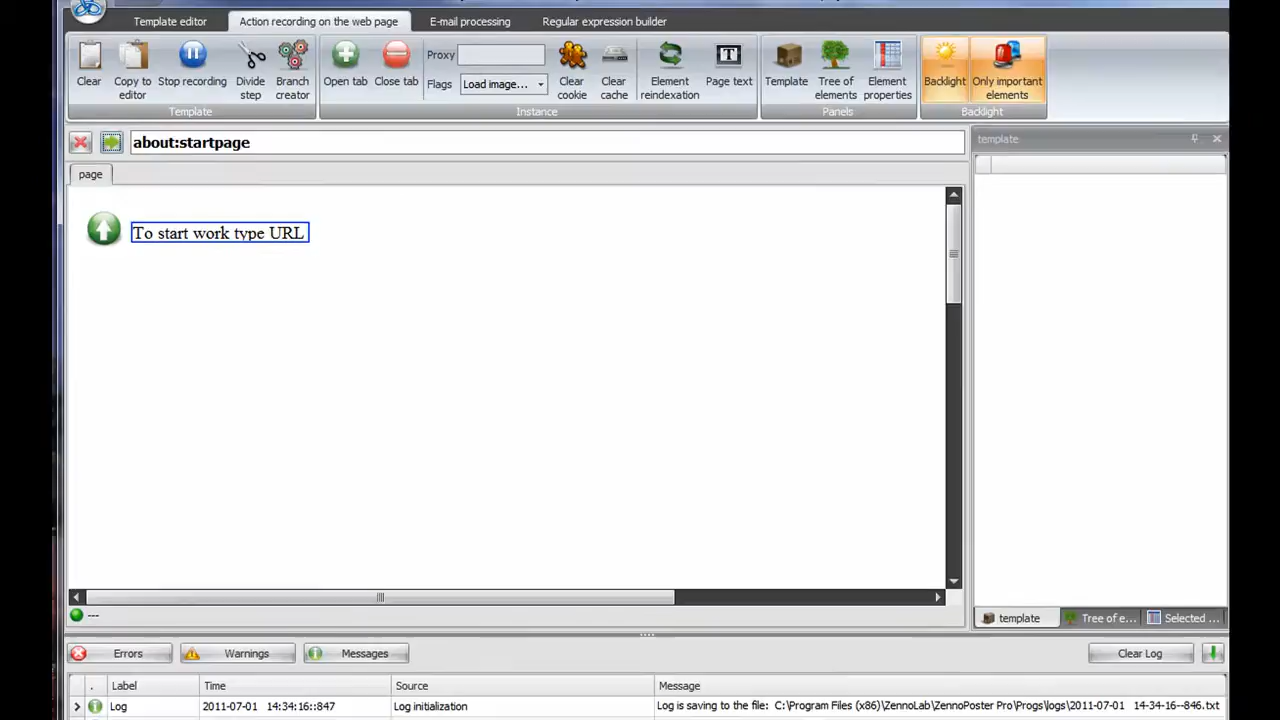 Template editor
Action recording on the web page
E-mail processing
Regular expression builder
Clear
Copy to editor
Stop recording
Divide step
Branch creator
Template
Open tab
Close tab
Proxy
Flags
Load image...
Clear cookie
Clear cache
Element reindexation
Page text
Instance
Template
Tree of elements
Element properties
Panels
Backlight
Only important elements
Backlight
about:startpage
template
page
To start work type URL
---
template
Tree of e...
Selected ...
Errors
Warnings
Messages
Clear Log
. Label Time Source Message
Log 2011-07-01 14:34:16::847 Log initialization Log is saving to the file: C:\Program Files (x86)\ZennoLab\ZennoPoster Pro\Progs\logs\2011-07-01 14-34-16--846.txt